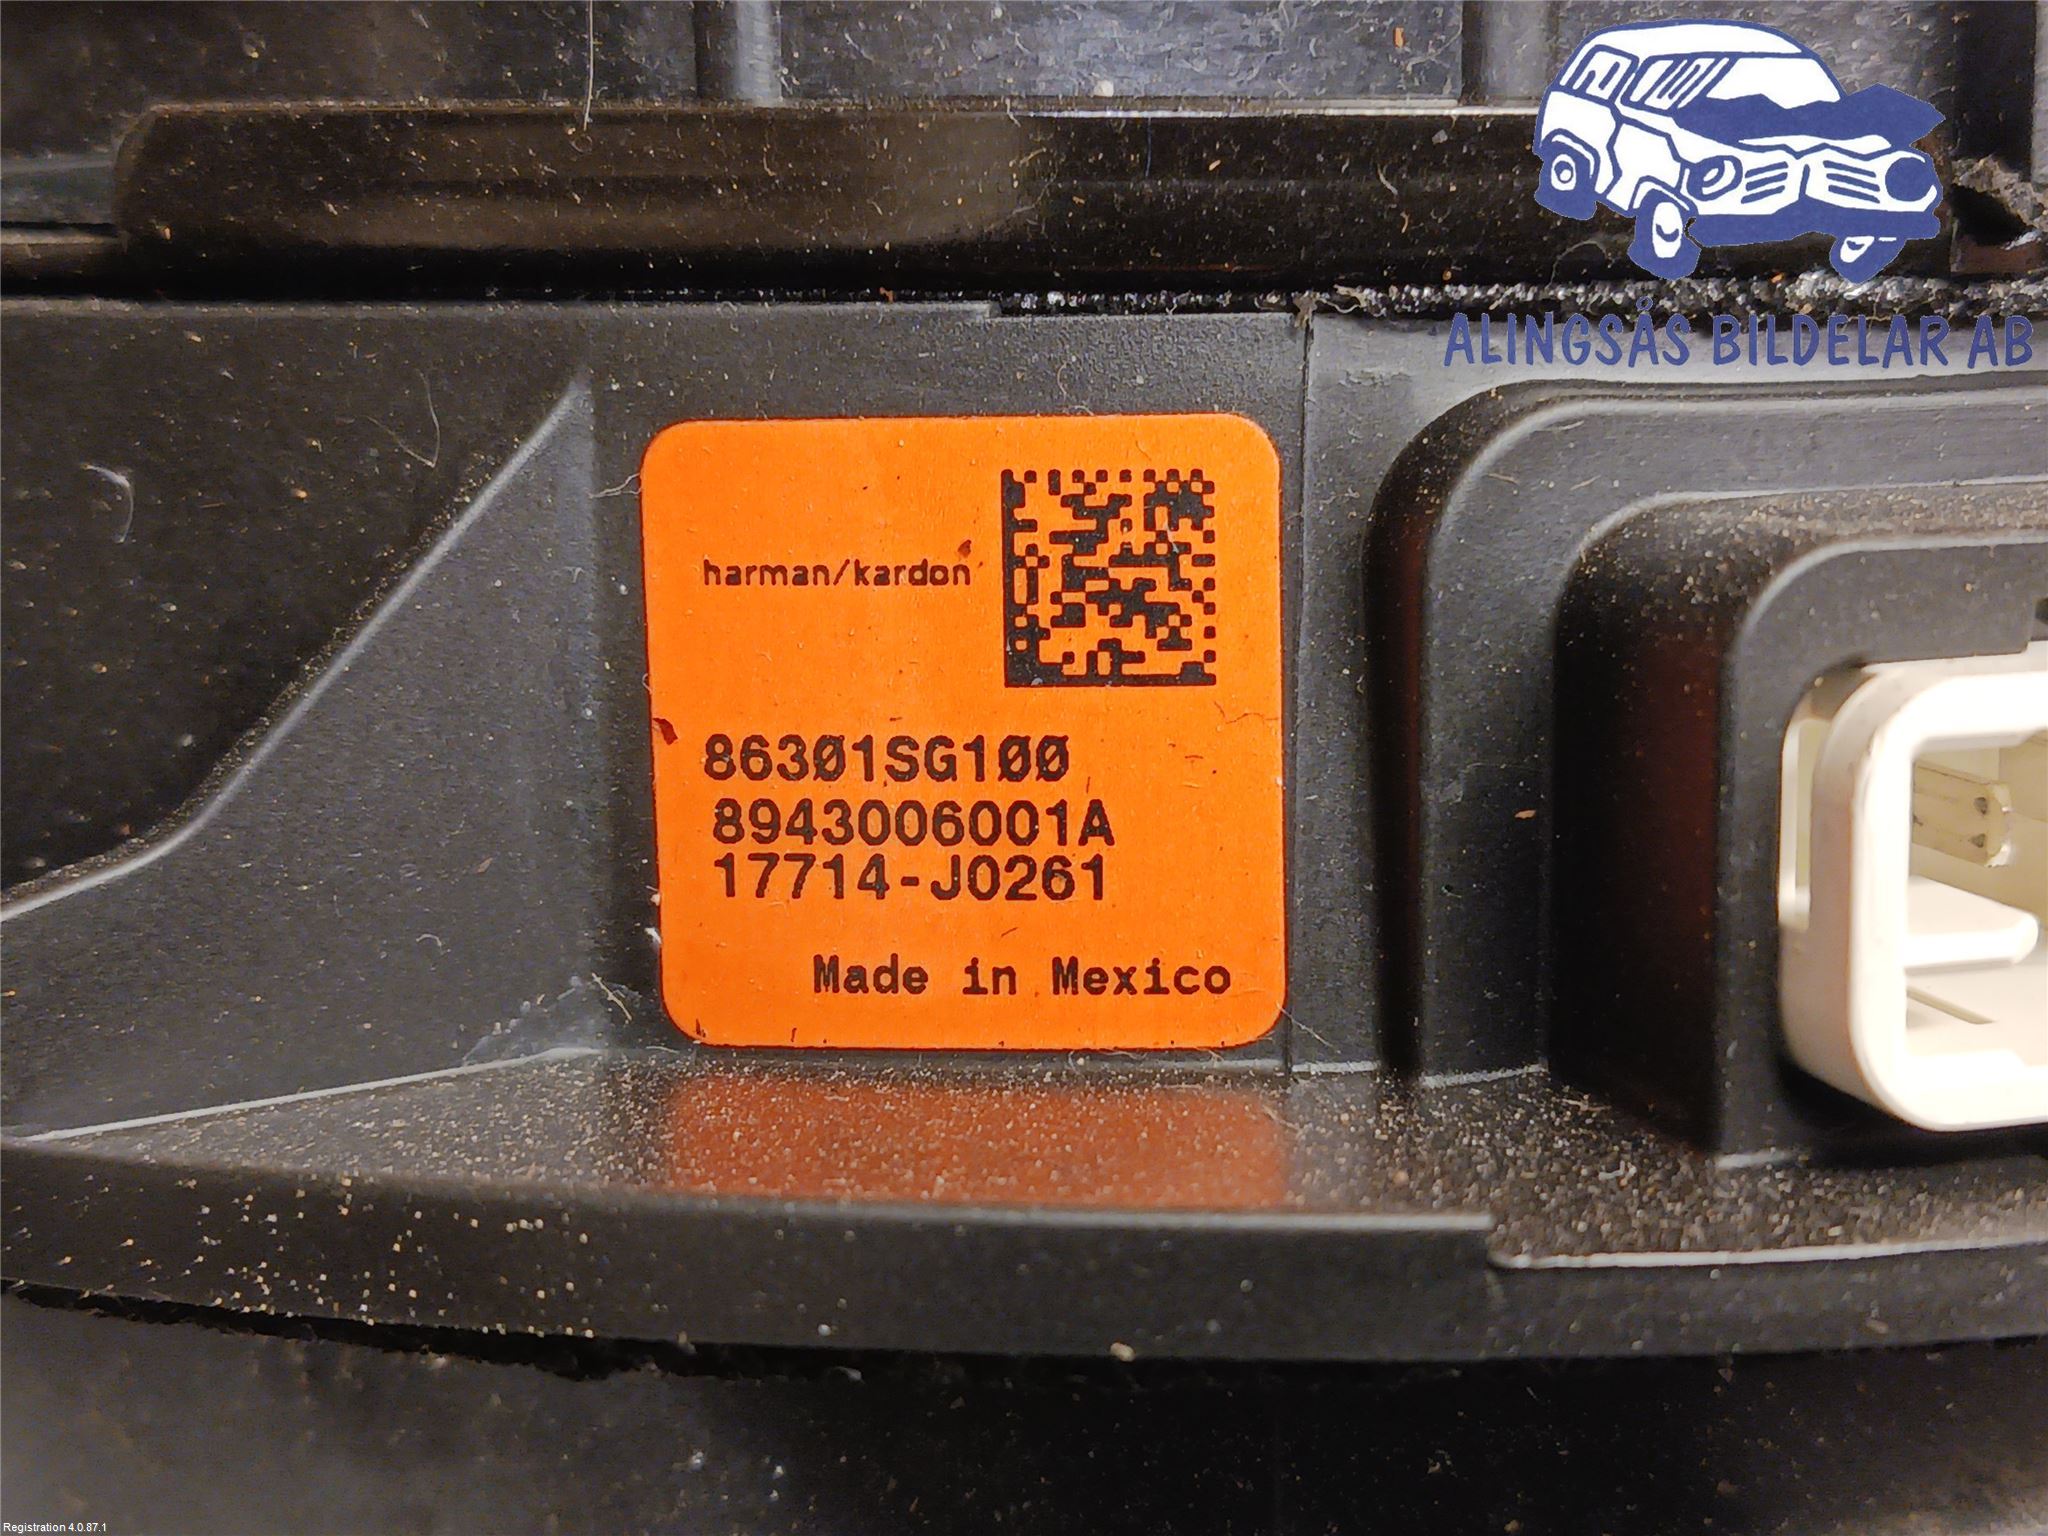 ALINGSÅS BILDELAR AB
harman/kardon
86301SG100
8943006001A
17714-J0261
Made in Mexico
Registration 4.0.87.1